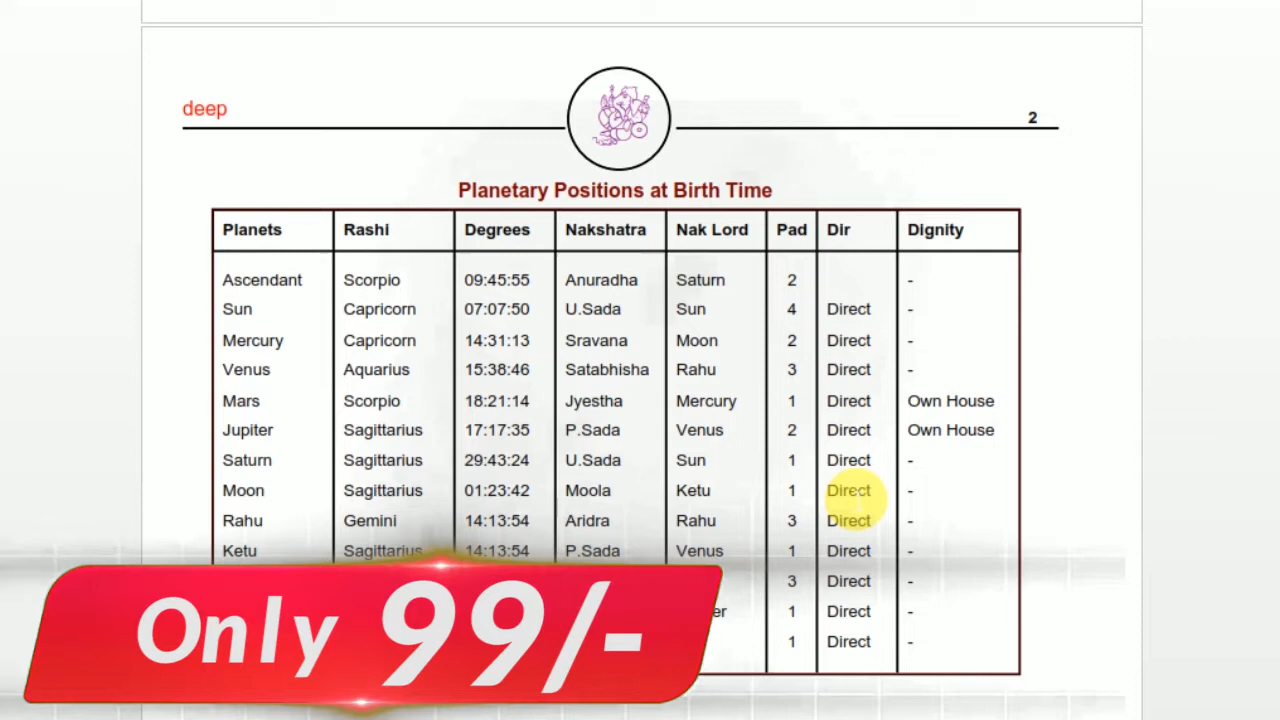 deep
2
Planetary Positions at Birth Time
Planets Rashi Degrees Nakshatra Nak Lord Pad Dir Dignity
Ascendant Scorpio 09:45:55 Anuradha Saturn 2 -
Sun Capricorn 07:07:50 U.Sada Sun 4 Direct -
Mercury Capricorn 14:31:13 Sravana Moon 2 Direct -
Venus Aquarius 15:38:46 Satabhisha Rahu 3 Direct -
Mars Scorpio 18:21:14 Jyestha Mercury 1 Direct Own House
Jupiter Sagittarius 17:17:35 P.Sada Venus 2 Direct Own House
Saturn Sagittarius 29:43:24 U.Sada Sun 1 Direct -
Moon Sagittarius 01:23:42 Moola Ketu 1 Direct -
Rahu Gemini 14:13:54 Aridra Rahu 3 Direct -
Ketu Sagittarius 14:13:54 P.Sada Venus 1 Direct -
3 Direct -
1 Direct -
1 Direct -
Only 99/-